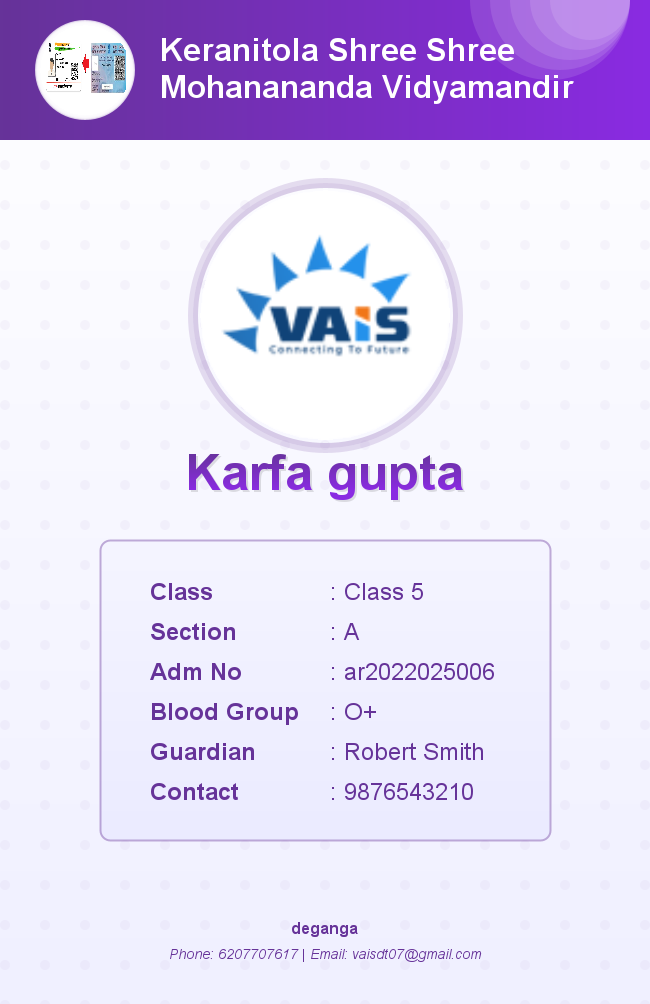 Keranitola Shree Shree
Mohanananda Vidyamandir
VAiS
Connecting To Future
Karfa gupta
Class : Class 5
Section : A
Adm No : ar2022025006
Blood Group : O+
Guardian : Robert Smith
Contact : 9876543210
deganga
Phone: 6207707617 | Email: vaisdt07@gmail.com